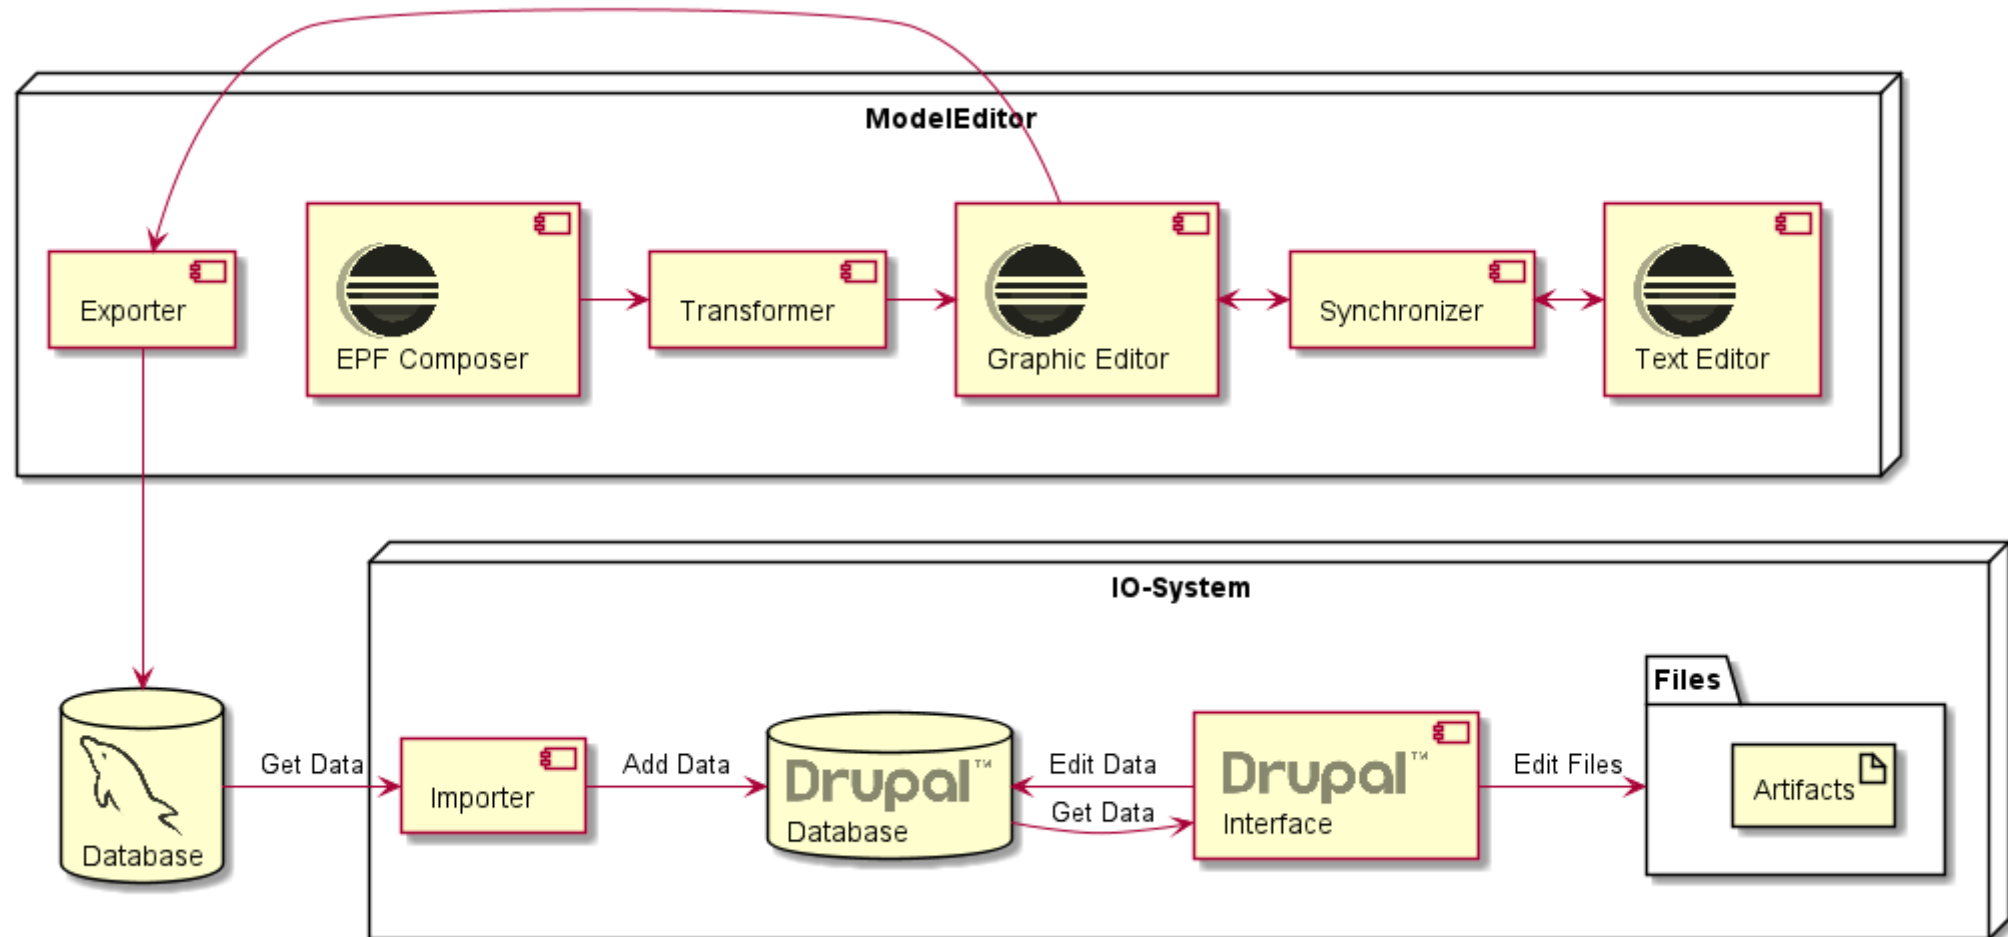 ModelEditor
Exporter
EPF Composer
Transformer
Graphic Editor
Synchronizer
Text Editor
IO-System
Database
Get Data
Importer
Add Data
Drupal™
Database
Edit Data
Get Data
Drupal™
Interface
Edit Files
Files
Artifacts